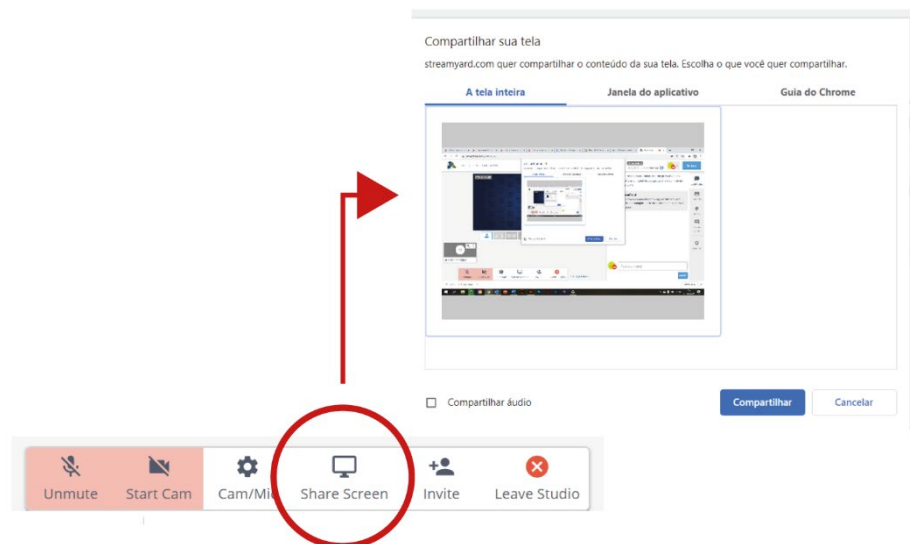 Compartilhar sua tela
streamyard.com quer compartilhar o conteúdo da sua tela. Escolha o que você quer compartilhar.
A tela inteira Janela do aplicativo Guia do Chrome
Compartilhar áudio Compartilhar Cancelar
Unmute Start Cam Cam/Mic Share Screen Invite Leave Studio